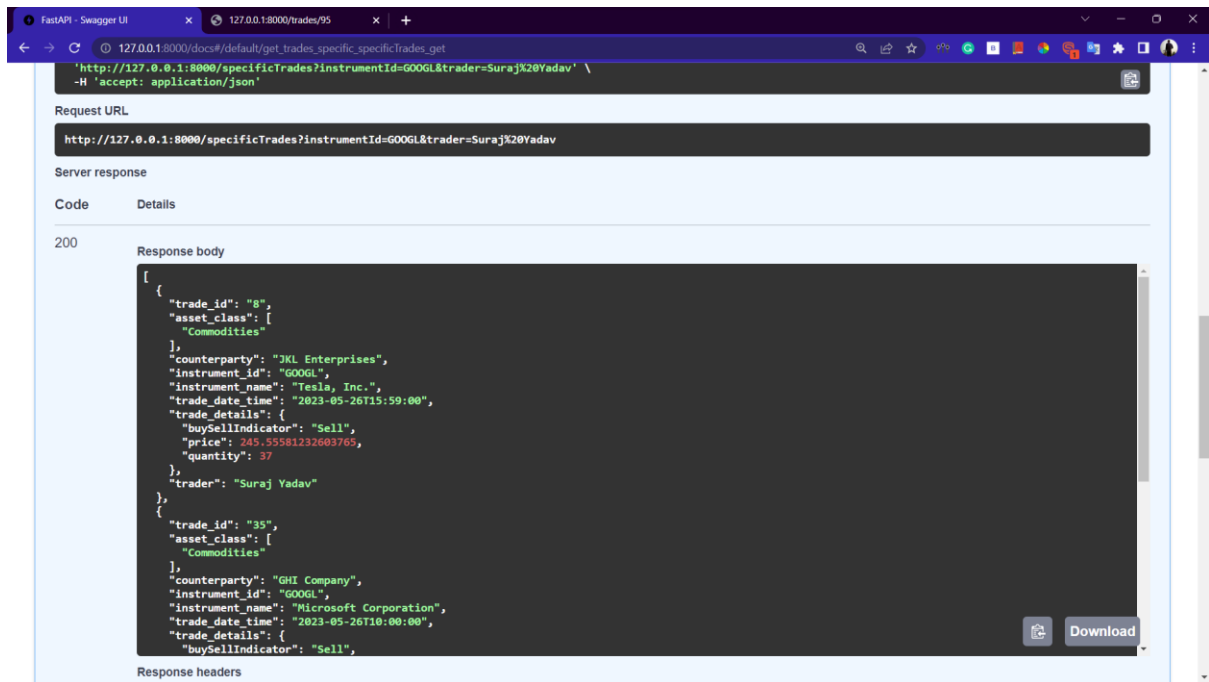 FastAPI - Swagger UI
127.0.0.1:8000/trades/95
127.0.0.1:8000/docs#/default/get_trades_specific_specificTrades_get
'http://127.0.0.1:8000/specificTrades?instrumentId=GOOGL&trader=Suraj%20Yadav' \
-H 'accept: application/json'
Request URL
http://127.0.0.1:8000/specificTrades?instrumentId=GOOGL&trader=Suraj%20Yadav
Server response
Code Details
200
Response body
[
{
"trade_id": "8",
"asset_class": [
"Commodities"
],
"counterparty": "JKL Enterprises",
"instrument_id": "GOOGL",
"instrument_name": "Tesla, Inc.",
"trade_date_time": "2023-05-26T15:59:00",
"trade_details": {
"buySellIndicator": "Sell",
"price": 245.55581232603765,
"quantity": 37
},
"trader": "Suraj Yadav"
},
{
"trade_id": "35",
"asset_class": [
"Commodities"
],
"counterparty": "GHI Company",
"instrument_id": "GOOGL",
"instrument_name": "Microsoft Corporation",
"trade_date_time": "2023-05-26T10:00:00",
"trade_details": {
"buySellIndicator": "Sell",
Download
Response headers